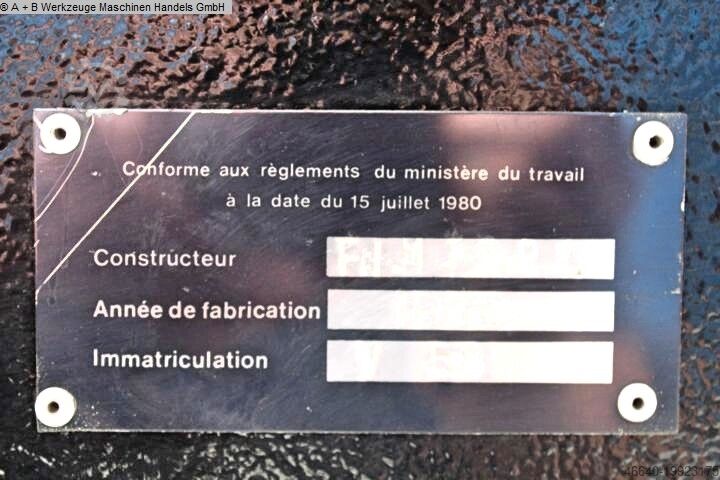 © A + B Werkzeuge Maschinen Handels GmbH
Conforme aux règlements du ministère du travail
à la date du 15 juillet 1980
Constructeur
Année de fabrication
Immatriculation
46640-19923175